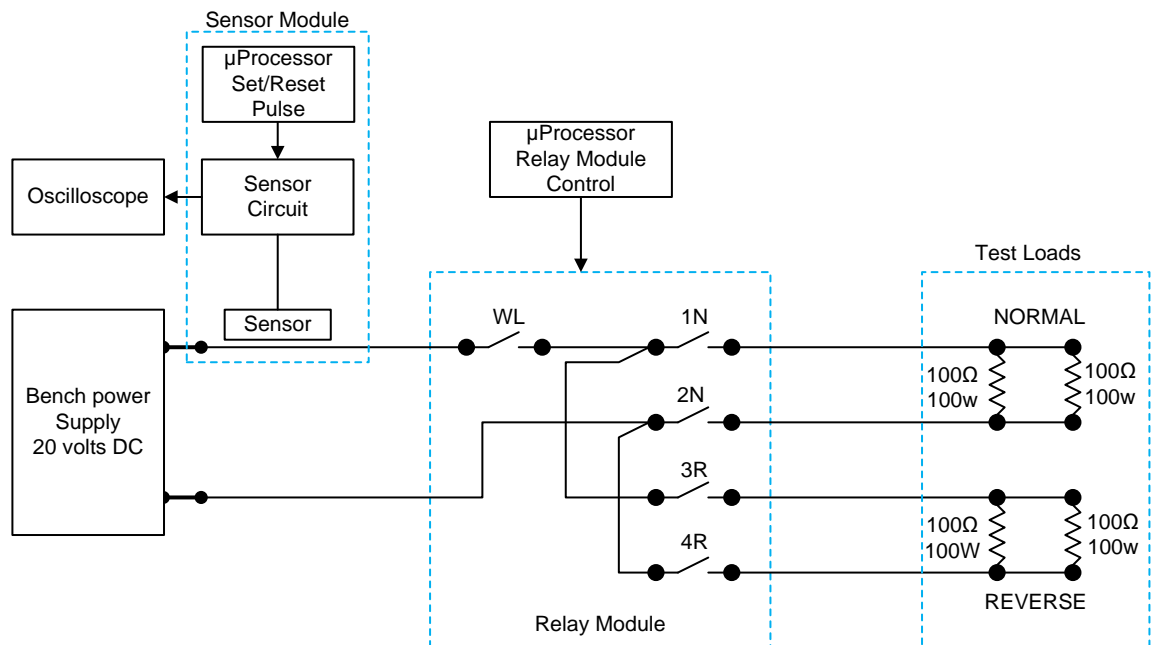 Sensor Module
µProcessor
Set/Reset
Pulse
µProcessor
Relay Module
Control
Oscilloscope
Sensor
Circuit
Test Loads
Sensor
WL
1N
NORMAL
Bench power
Supply
20 volts DC
100Ω
100w
100Ω
100w
2N
3R
100Ω
100W
100Ω
100w
4R
REVERSE
Relay Module